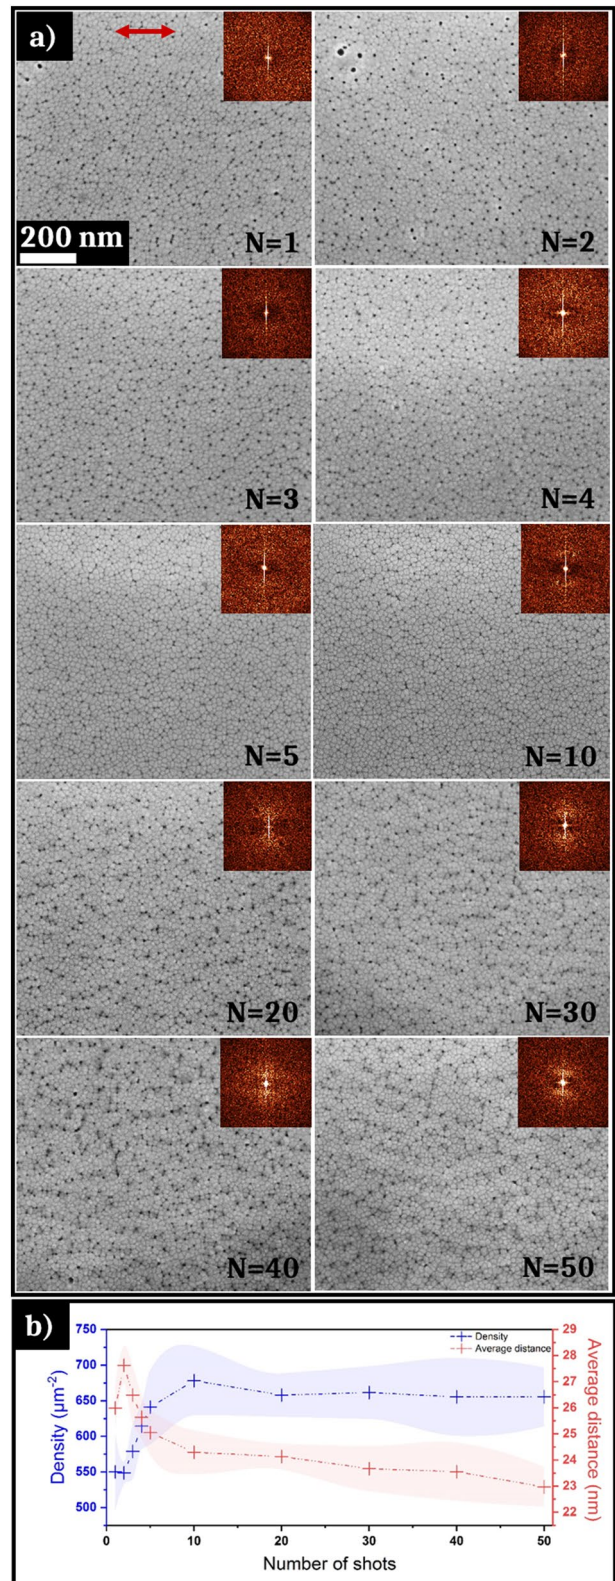 a)
200 nm
N=1
N=2
N=3
N=4
N=5
N=10
N=20
N=30
N=40
N=50
b)
Density
Average distance
Density (μm⁻²)
750
700
650
600
550
500
29
28
27
26
25
24
23
22
Average distance (nm)
0 10 20 30 40 50
Number of shots